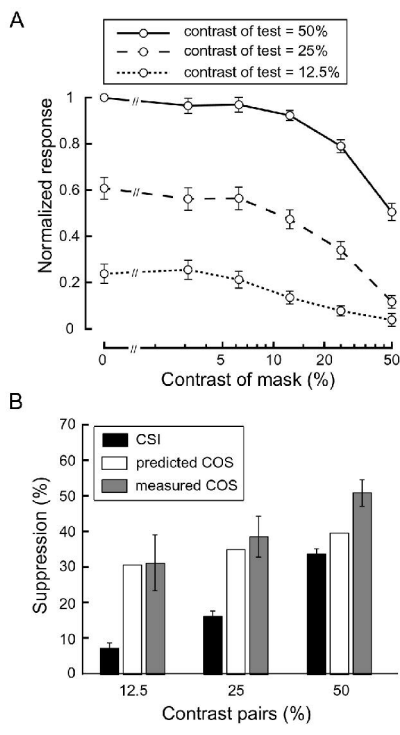 A
contrast of test = 50%
contrast of test = 25%
contrast of test = 12.5%
Normalized response
1
0.8
0.6
0.4
0.2
0
0 5 10 20 50
Contrast of mask (%)
B
CSI
predicted COS
measured COS
Suppression (%)
70
60
50
40
30
20
10
0
12.5 25 50
Contrast pairs (%)